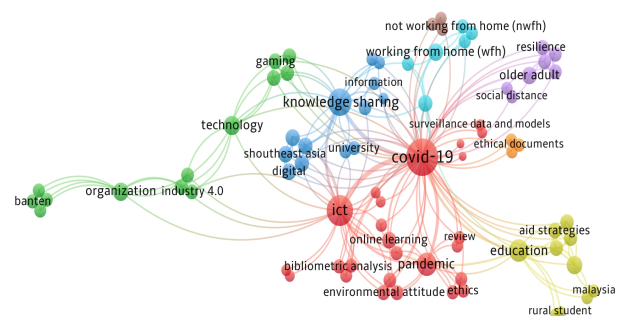 not working from home (nwfh)
working from home (wfh)
resilience
gaming
older adult
information
social distance
knowledge sharing
technology
surveillance data and models
ethical documents
university
shoutheast asia
covid-19
digital
organization
industry 4.0
banten
ict
aid strategies
online learning
review
education
bibliometric analysis
pandemic
environmental attitude
ethics
malaysia
rural student